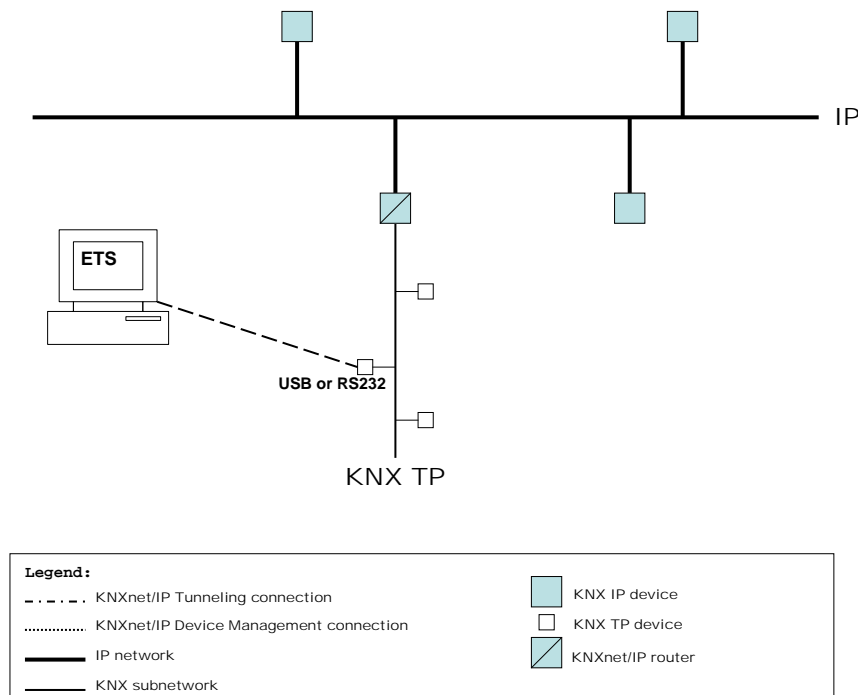 IP
ETS
USB or RS232
KNX TP
Legend:
KNXnet/IP Tunneling connection
KNXnet/IP Device Management connection
IP network
KNX subnetwork
KNX IP device
KNX TP device
KNXnet/IP router